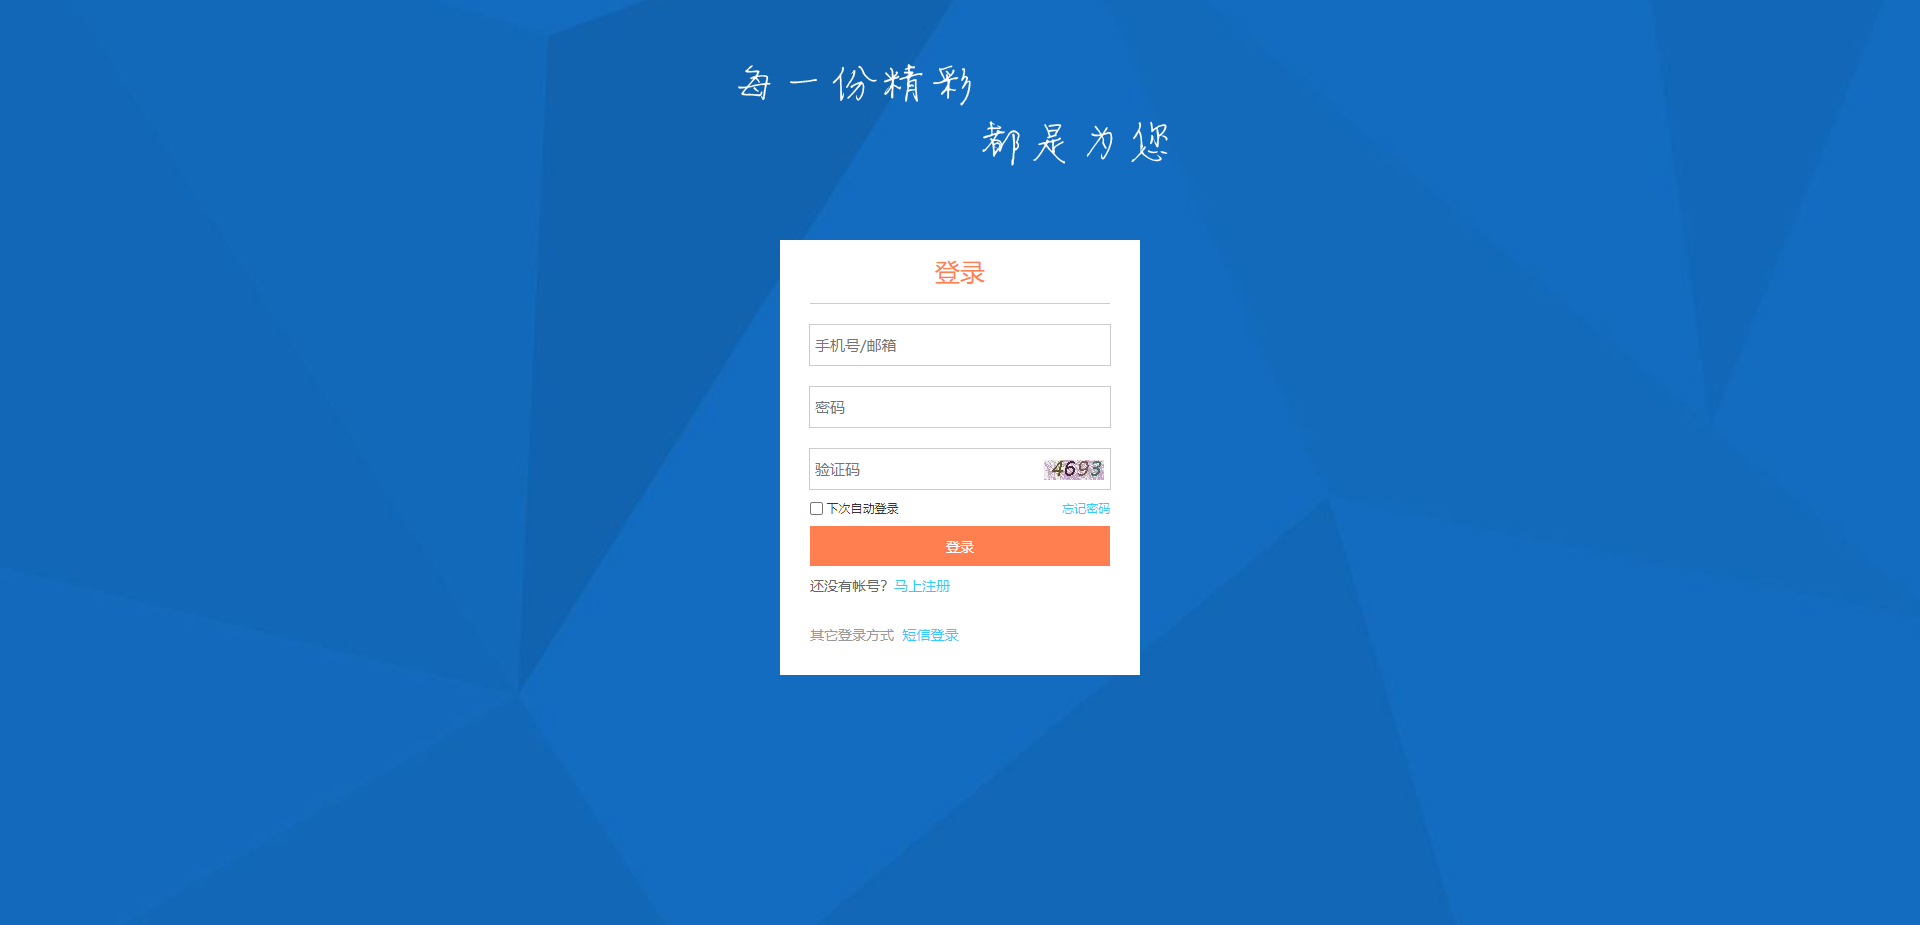 每一份精彩
都是为您
登录
手机号/邮箱
密码
验证码 4693
下次自动登录 忘记密码
登录
还没有帐号？马上注册
其它登录方式 短信登录